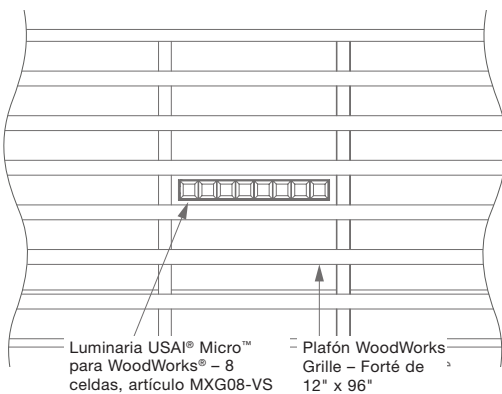 Luminaria USAI® Micro™
para WoodWorks® – 8
celdas, artículo MXG08-VS
Plafón WoodWorks
Grille – Forté de
12" x 96"